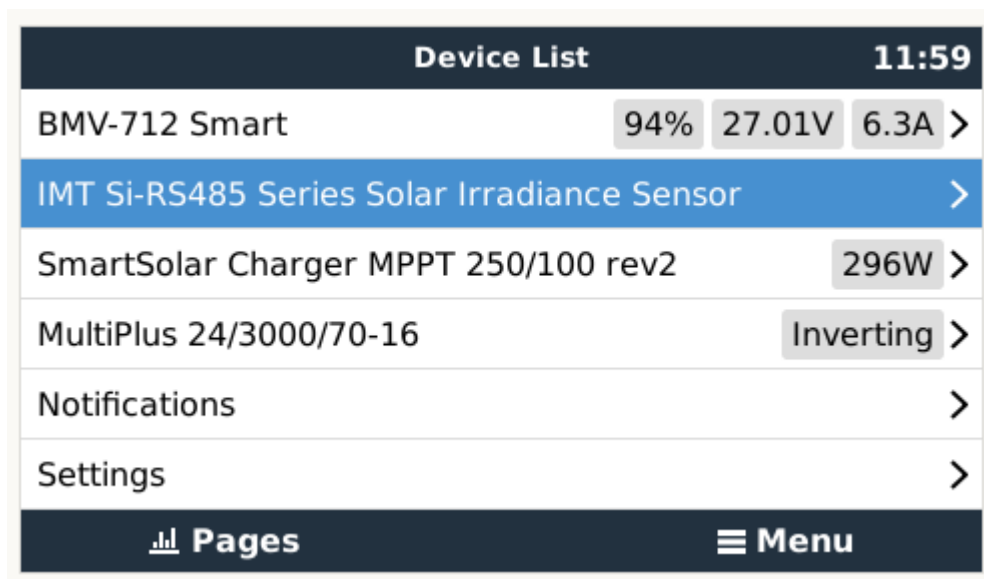 Device List 11:59
BMV-712 Smart 94% 27.01V 6.3A
IMT Si-RS485 Series Solar Irradiance Sensor
SmartSolar Charger MPPT 250/100 rev2 296W
MultiPlus 24/3000/70-16 Inverting
Notifications
Settings
Pages Menu